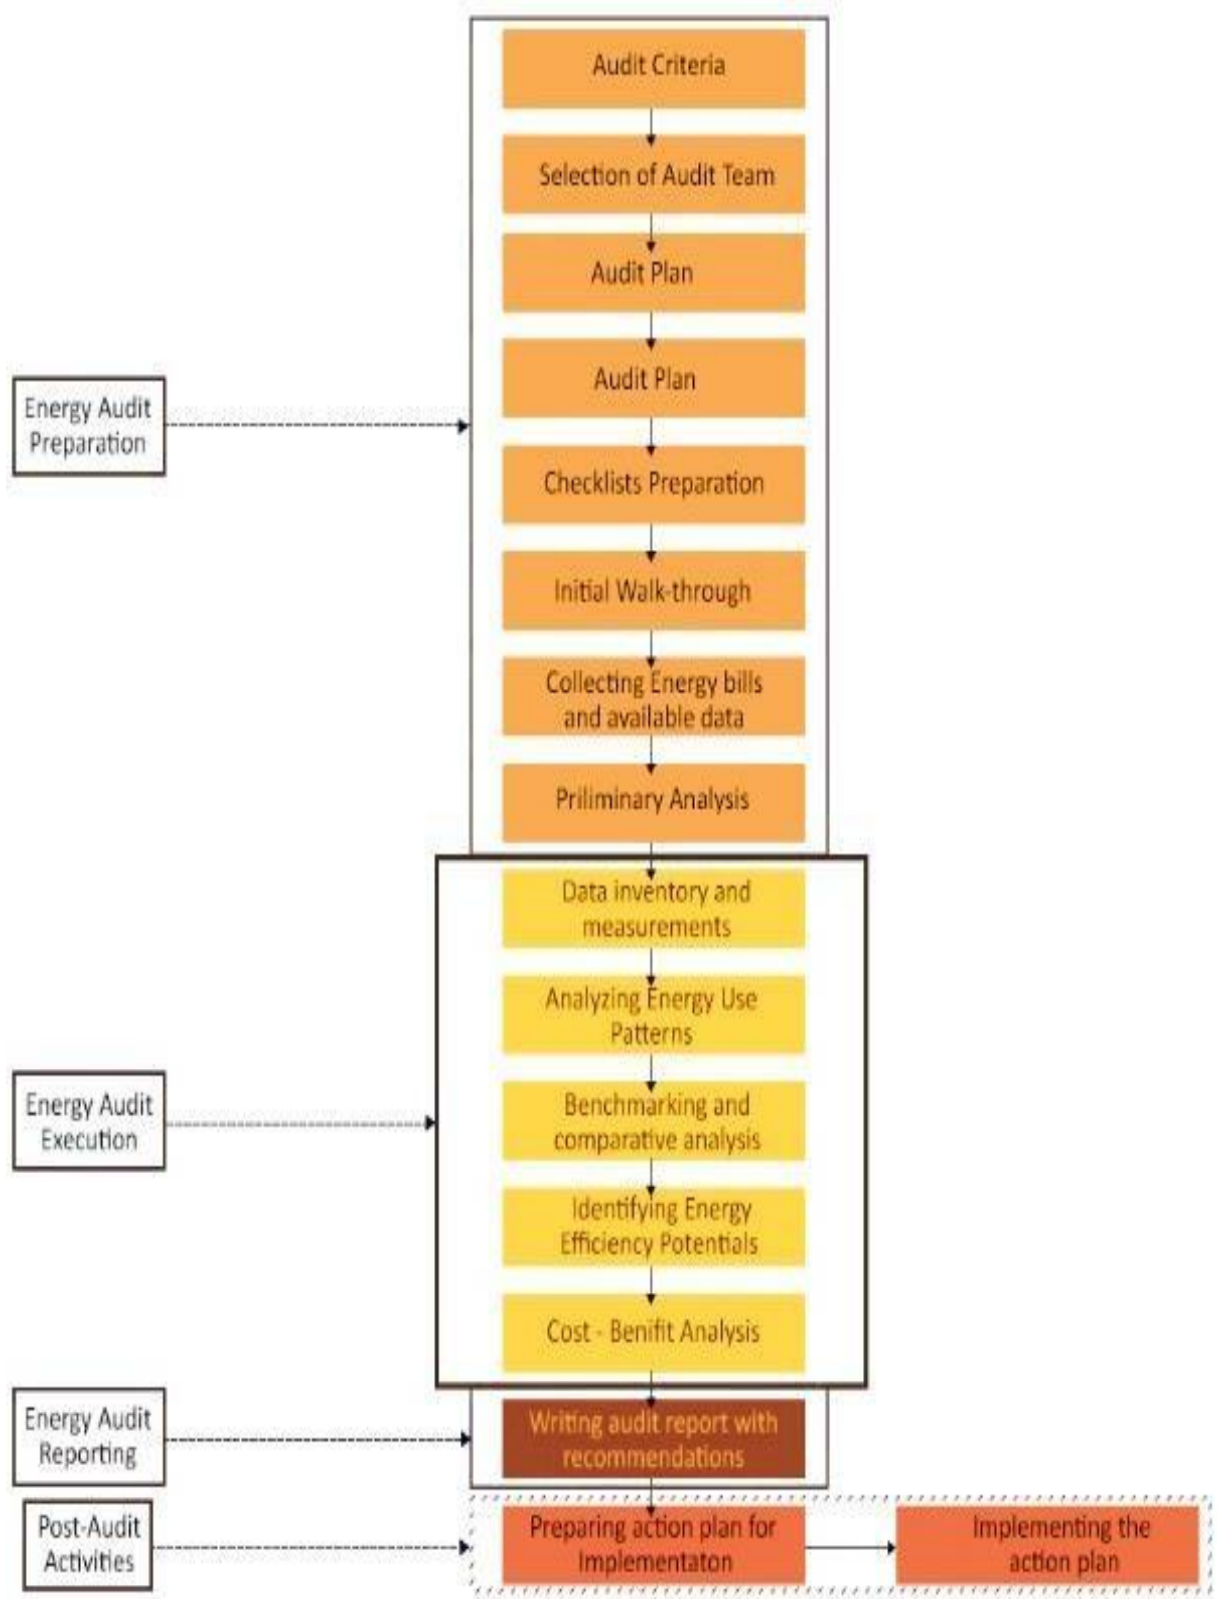 Audit Criteria
Selection of Audit Team
Audit Plan
Audit Plan
Energy Audit
Preparation
Checklists Preparation
Initial Walk-through
Collecting Energy bills
and available data
Priliminary Analysis
Data inventory and
measurements
Analyzing Energy Use
Patterns
Energy Audit
Execution
Benchmarking and
comparative analysis
Identifying Energy
Efficiency Potentials
Cost - Benifit Analysis
Energy Audit
Reporting
Writing audit report with
recommendations
Post-Audit
Activities
Preparing action plan for
Implementaton
Implementing the
action plan